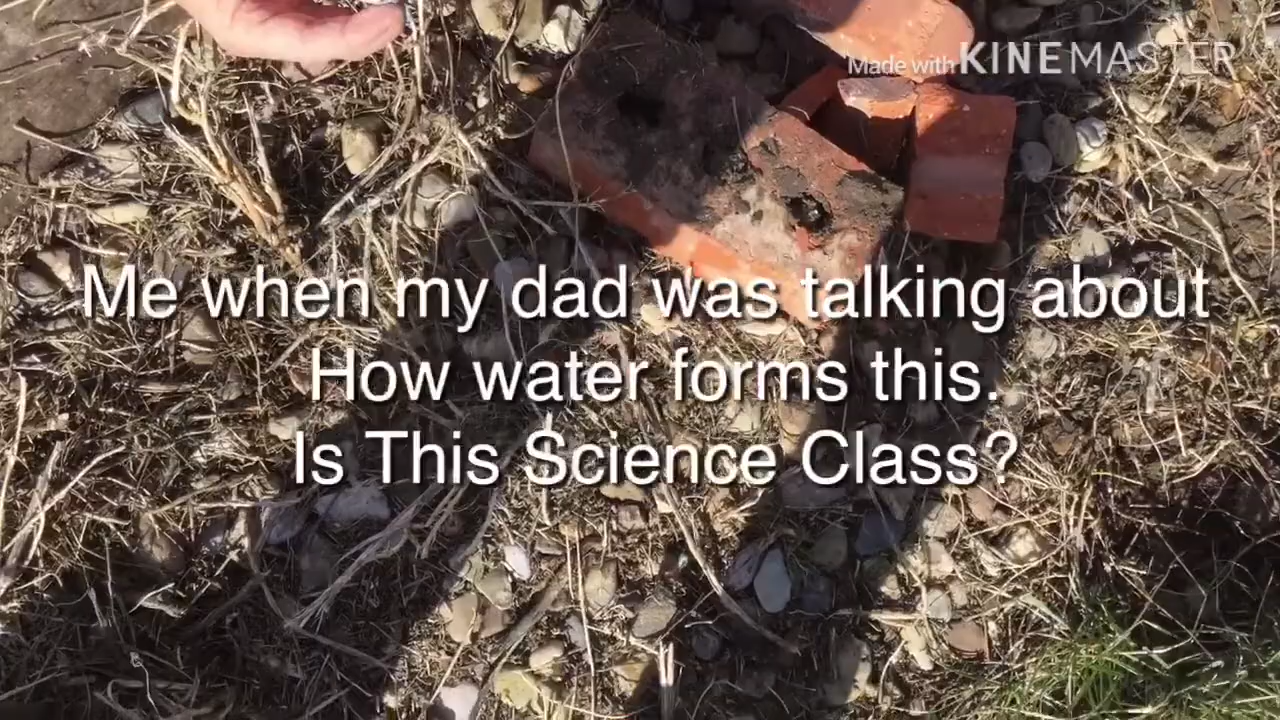 Made with KINEMASTER
Me when my dad was talking about
How water forms this.
Is This Science Class?